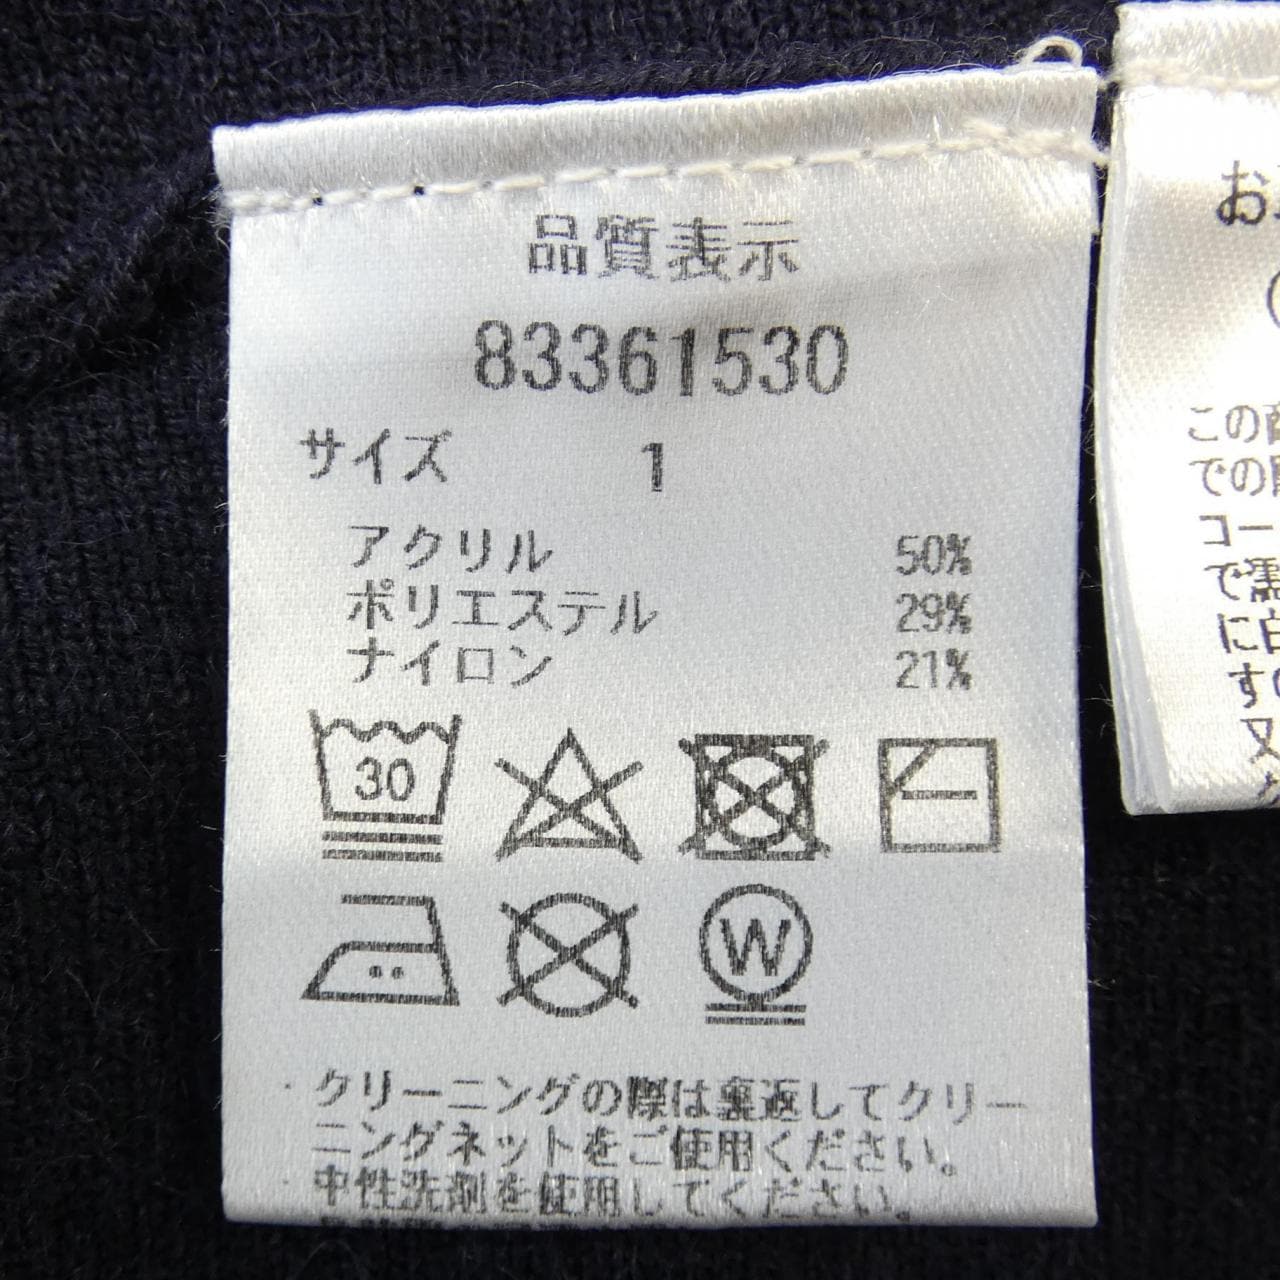 品質表示
83361530
サイズ 1
アクリル 50%
ポリエステル 29%
ナイロン 21%
30
W
クリーニングの際は裏返してクリー
ニングネットをご使用ください。
中性洗剤を使用してください。
お
この商
での
コー
で濡
に白
す
又